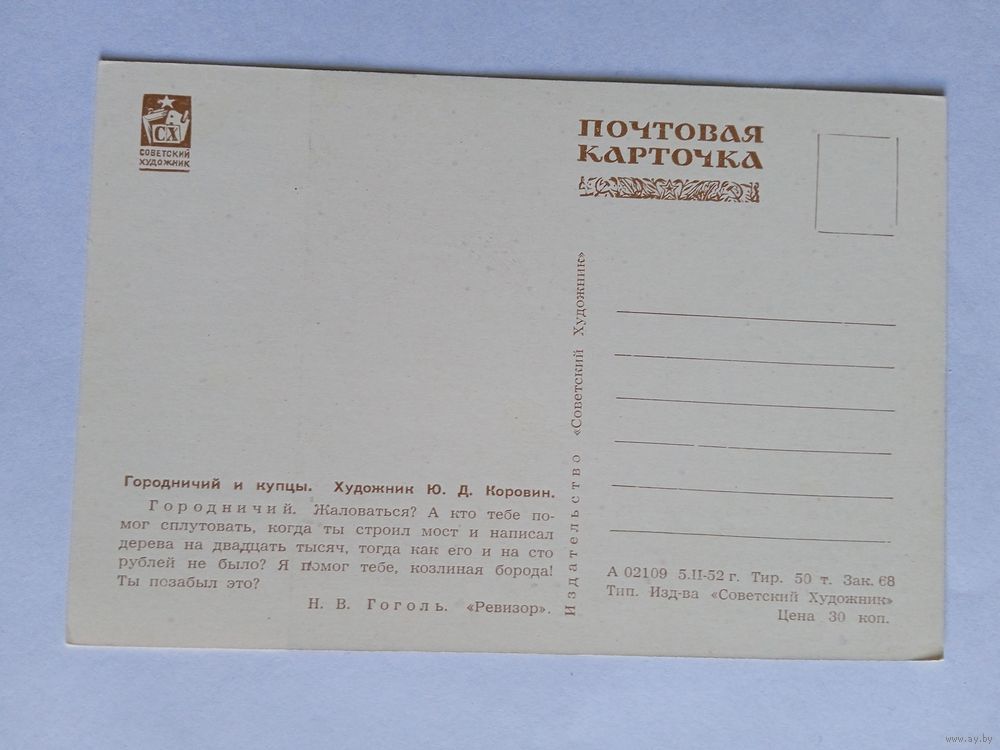 СХ
СОВЕТСКИЙ
ХУДОЖНИК
ПОЧТОВАЯ
КАРТОЧКА
Городничий и купцы. Художник Ю. Д. Коровин.
Городничий. Жаловаться? А кто тебе по-
мог сплутовать, когда ты строил мост и написал
дерева на двадцать тысяч, тогда как его и на сто
рублей не было? Я помог тебе, козлиная борода!
Ты позабыл это?
Н. В. Гоголь. «Ревизор».
Издательство «Советский Художник»
А 02109 5.II-52 г. Тир. 50 т. Зак. 68
Тип. Изд-ва «Советский Художник»
Цена 30 коп.
www.ay.by